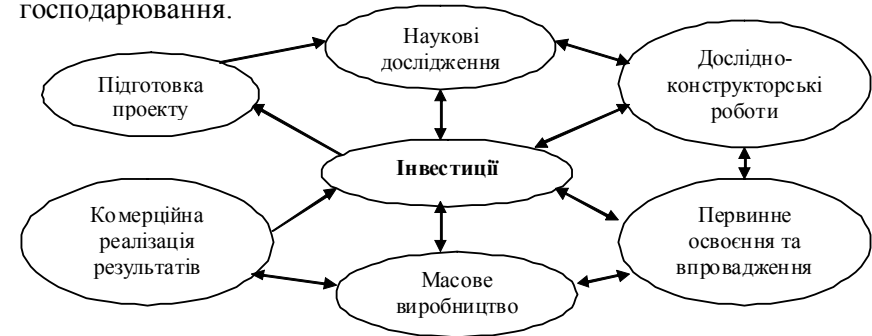 господарювання.
Наукові
дослідження
Дослідно-
конструкторські
роботи
Підготовка
проекту
Інвестиції
Комерційна
реалізація
результатів
Первинне
освоєння та
впровадження
Масове
виробництво